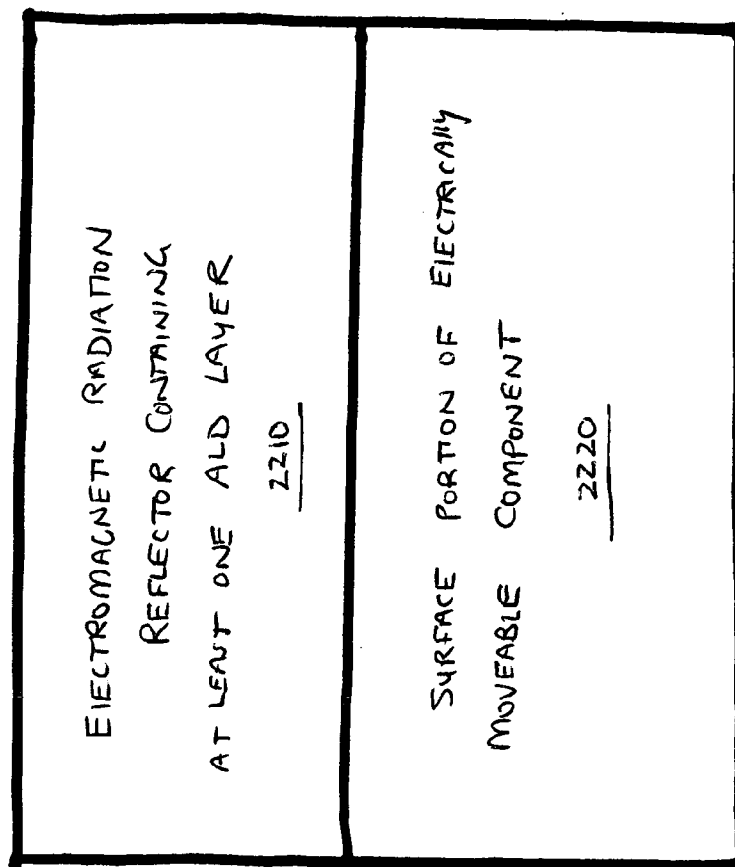 ELECTROMAGNETIC RADIATION
REFLECTOR CONTAINING
AT LEAST ONE ALD LAYER
2210
SURFACE PORTION OF ELECTRICALLY
MOVEABLE COMPONENT
2220